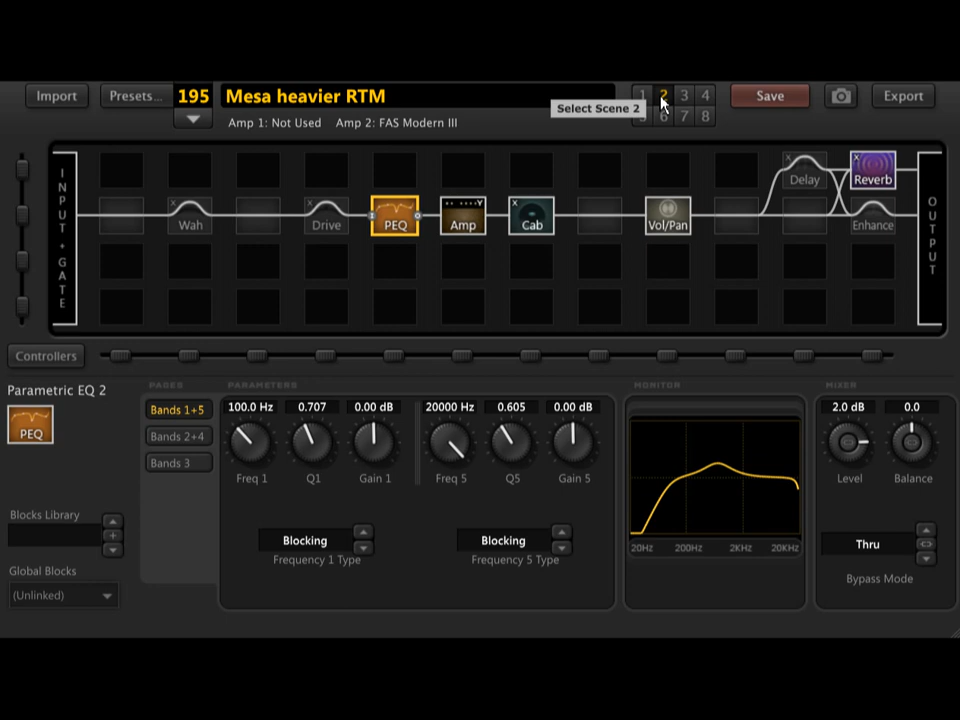 Import
Presets...
195
Mesa heavier RTM
1 2 3 4
Select Scene 2
6 7 8
Save
Export
Amp 1: Not Used Amp 2: FAS Modern III
INPUT + GATE
X Wah
X Drive
PEQ
Y Amp
X Cab
Vol/Pan
X Delay
X Reverb
Enhance
OUTPUT
Controllers
Parametric EQ 2
PEQ
Blocks Library
Global Blocks
(Unlinked)
PAGES
Bands 1+5
Bands 2+4
Bands 3
PARAMETERS
100.0 Hz 0.707 0.00 dB 20000 Hz 0.605 0.00 dB
Freq 1 Q1 Gain 1 Freq 5 Q5 Gain 5
Blocking Blocking
Frequency 1 Type Frequency 5 Type
MONITOR
20Hz 200Hz 2KHz 20KHz
MIXER
2.0 dB 0.0
Level Balance
Thru
Bypass Mode